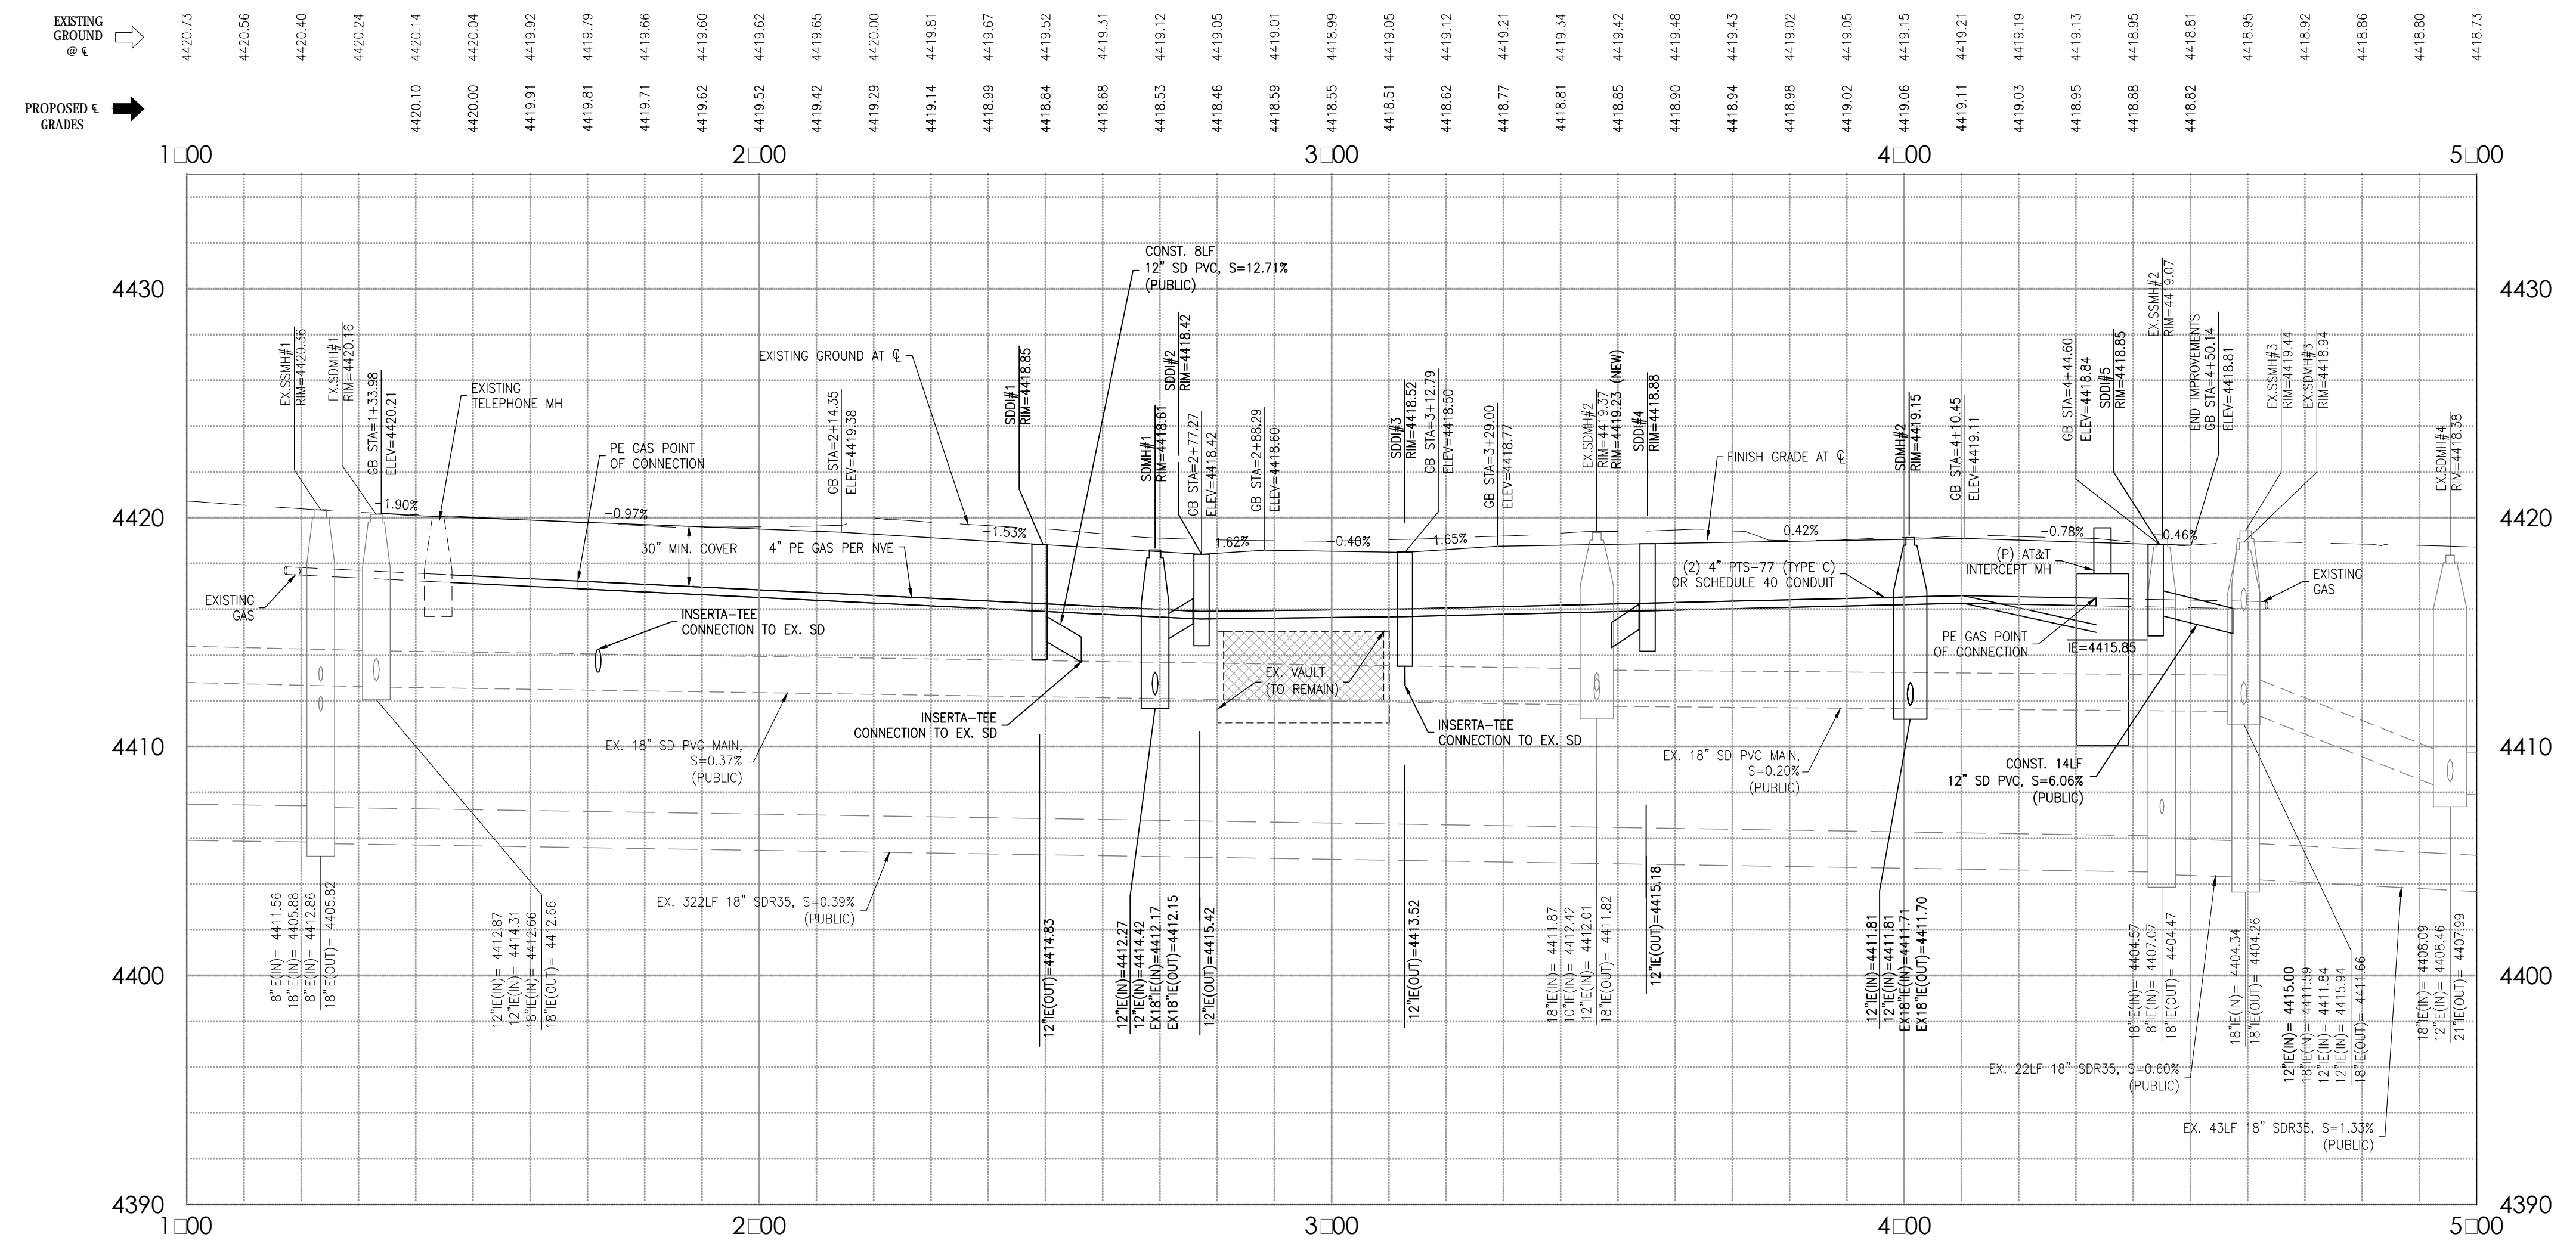 EXISTING
GROUND
@ ℄
4420.73
4420.56
4420.40
4420.24
4420.14
4420.04
4419.92
4419.79
4419.66
4419.60
4419.62
4419.65
4420.00
4419.81
4419.67
4419.52
4419.31
4419.12
4419.05
4419.01
4418.99
4419.05
4419.12
4419.21
4419.34
4419.42
4419.48
4419.43
4419.02
4419.05
4419.15
4419.21
4419.19
4419.13
4418.95
4418.81
4418.95
4418.92
4418.86
4418.80
4418.73
PROPOSED ℄
GRADES
4420.10
4420.00
4419.91
4419.81
4419.71
4419.62
4419.52
4419.42
4419.29
4419.14
4418.99
4418.84
4418.68
4418.53
4418.46
4418.59
4418.55
4418.51
4418.62
4418.77
4418.81
4418.85
4418.90
4418.94
4418.98
4419.02
4419.06
4419.11
4419.03
4418.95
4418.88
4418.82
1□00
2□00
3□00
4□00
5□00
4430
4430
4420
4420
4410
4410
4400
4400
4390
4390
EX.SSMH#1
RIM=4420.36
EX.SDMH#1
RIM=4420.16
GB STA=1+33.98
ELEV=4420.21
EXISTING
TELEPHONE MH
PE GAS POINT
OF CONNECTION
GB STA=2+14.35
ELEV=4419.38
EXISTING GROUND AT ℄
SDDI#1
RIM=4418.85
CONST. 8LF
12" SD PVC, S=12.71%
(PUBLIC)
SDMH#1
RIM=4418.61
SDDI#2
RIM=4418.42
GB STA=2+77.27
ELEV=4418.42
GB STA=2+88.29
ELEV=4418.60
SDDI#3
RIM=4418.52
GB STA=3+12.79
ELEV=4418.50
GB STA=3+29.00
ELEV=4418.77
EX.SDMH#2
RIM=4419.37
RIM=4419.23 (NEW)
SDDI#4
RIM=4418.88
FINISH GRADE AT ℄
SDMH#2
RIM=4419.15
GB STA=4+10.45
ELEV=4419.11
GB STA=4+44.60
ELEV=4418.84
SDDI#5
RIM=4418.85
EX.SSMH#2
RIM=4419.07
END IMPROVEMENTS
GB STA=4+50.14
ELEV=4418.81
EX.SSMH#3
RIM=4419.44
EX.SDMH#3
RIM=4418.94
EX.SDMH#4
RIM=4418.38
-1.90%
-0.97%
-1.53%
1.62%
-0.40%
1.65%
0.42%
-0.78%
-0.46%
30" MIN. COVER
4" PE GAS PER NVE
(2) 4" PTS-77 (TYPE C)
OR SCHEDULE 40 CONDUIT
(P) AT&T
INTERCEPT MH
EXISTING
GAS
EXISTING
GAS
INSERTA-TEE
CONNECTION TO EX. SD
PE GAS POINT
OF CONNECTION
IE=4415.85
EX. VAULT
(TO REMAIN)
INSERTA-TEE
CONNECTION TO EX. SD
INSERTA-TEE
CONNECTION TO EX. SD
EX. 18" SD PVC MAIN,
S=0.37%
(PUBLIC)
EX. 18" SD PVC MAIN,
S=0.20%
(PUBLIC)
CONST. 14LF
12" SD PVC, S=6.06%
(PUBLIC)
EX. 322LF 18" SDR35, S=0.39%
(PUBLIC)
8"IE(IN)= 4411.56
18"IE(IN)= 4405.88
8"IE(IN)= 4412.86
18"IE(OUT)= 4405.82
12"IE(IN)= 4412.87
12"IE(IN)= 4414.31
18"IE(IN)= 4412.66
18"IE(OUT)= 4412.66
12"IE(OUT)=4414.83
12"IE(IN)=4412.27
12"IE(IN)=4414.42
EX18"IE(IN)=4412.17
EX18"IE(OUT)=4412.15
12"IE(OUT)=4415.42
12"IE(OUT)=4413.52
18"IE(IN)= 4411.87
10"IE(IN)= 4412.42
12"IE(IN)= 4412.01
18"IE(OUT)= 4411.82
12"IE(OUT)=4415.18
12"IE(IN)=4411.81
12"IE(IN)=4411.81
EX18"IE(IN)=4411.71
EX18"IE(OUT)=4411.70
18"IE(IN)= 4404.57
8"IE(IN)= 4407.07
18"IE(OUT)= 4404.47
18"IE(IN)= 4404.34
18"IE(OUT)= 4404.26
12"IE(IN)= 4415.00
18"IE(IN)= 4411.59
12"IE(IN)= 4411.84
12"IE(IN)= 4415.94
18"IE(OUT)= 4411.66
18"IE(IN)= 4408.09
12"IE(IN)= 4408.46
21"IE(OUT)= 4407.99
EX. 22LF 18" SDR35, S=0.60%
(PUBLIC)
EX. 43LF 18" SDR35, S=1.33%
(PUBLIC)
1□00
2□00
3□00
4□00
5□00